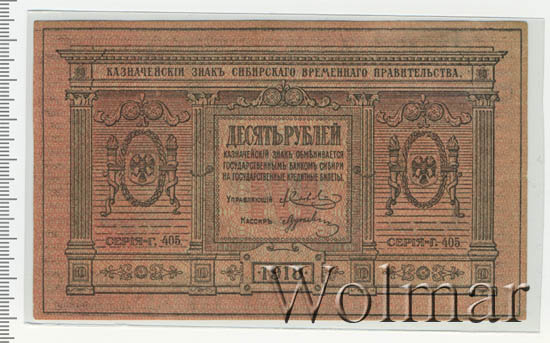 КАЗНАЧЕЙСКІЙ ЗНАКЪ СИБИРСКАГО ВРЕМЕННАГО ПРАВИТЕЛЬСТВА.
ДЕСЯТЬ РУБЛЕЙ
КАЗНАЧЕЙСКІЙ ЗНАКЪ ОБМѢНИВАЕТСЯ
ГОСУДАРСТВЕННЫМЪ БАНКОМЪ СИБИРИ
НА ГОСУДАРСТВЕННЫЕ КРЕДИТНЫЕ БИЛЕТЫ.
УПРАВЛЯЮЩІЙ
КАССИРЪ
СЕРІЯ-Г. 405.
СЕРІЯ-Г. 405.
1918
Wolmar